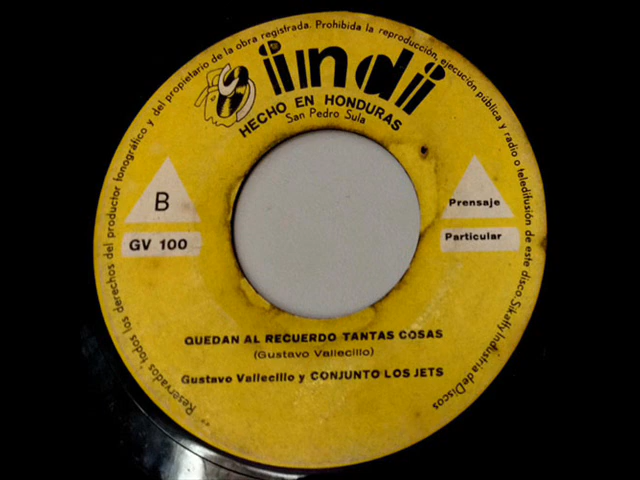 Reservados todos los derechos del productor fonográfico y del propietario de la obra registrada. Prohibida la reproducción, ejecución pública y radio o teledifusión de este disco Sikaffy Industria de Discos
indi
HECHO EN HONDURAS
San Pedro Sula
B
GV 100
Prensaje
Particular
QUEDAN AL RECUERDO TANTAS COSAS
(Gustavo Vallecillo)
Gustavo Vallecillo y CONJUNTO LOS JETS